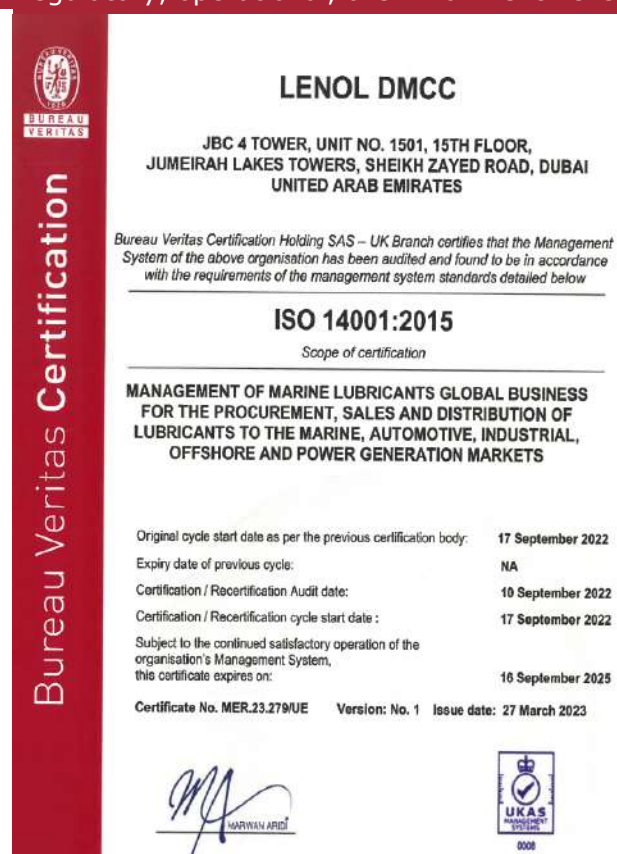 BUREAU
VERITAS
Bureau Veritas Certification
LENOL DMCC
JBC 4 TOWER, UNIT NO. 1501, 15TH FLOOR,
JUMEIRAH LAKES TOWERS, SHEIKH ZAYED ROAD, DUBAI
UNITED ARAB EMIRATES
Bureau Veritas Certification Holding SAS – UK Branch certifies that the Management
System of the above organisation has been audited and found to be in accordance
with the requirements of the management system standards detailed below
ISO 14001:2015
Scope of certification
MANAGEMENT OF MARINE LUBRICANTS GLOBAL BUSINESS
FOR THE PROCUREMENT, SALES AND DISTRIBUTION OF
LUBRICANTS TO THE MARINE, AUTOMOTIVE, INDUSTRIAL,
OFFSHORE AND POWER GENERATION MARKETS
Original cycle start date as per the previous certification body: 17 September 2022
Expiry date of previous cycle: NA
Certification / Recertification Audit date: 10 September 2022
Certification / Recertification cycle start date : 17 September 2022
Subject to the continued satisfactory operation of the
organisation's Management System,
this certificate expires on: 16 September 2025
Certificate No. MER.23.279/UE Version: No. 1 Issue date: 27 March 2023
MARWAN ARIDI
UKAS
MANAGEMENT
SYSTEMS
0008